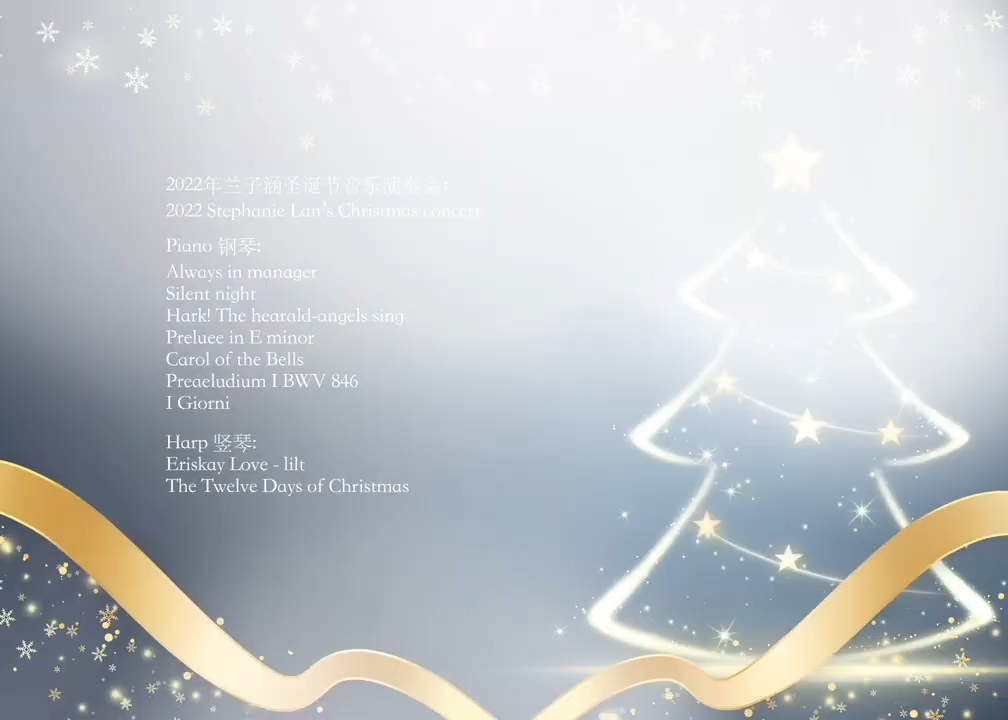 2022年兰子涵圣诞节音乐演奏会:
2022 Stephanie Lan's Christmas concert
Piano 钢琴:
Always in manager
Silent night
Hark! The hearald-angels sing
Preluee in E minor
Carol of the Bells
Preaeludium I BWV 846
I Giorni
Harp 竖琴:
Eriskay Love - lilt
The Twelve Days of Christmas